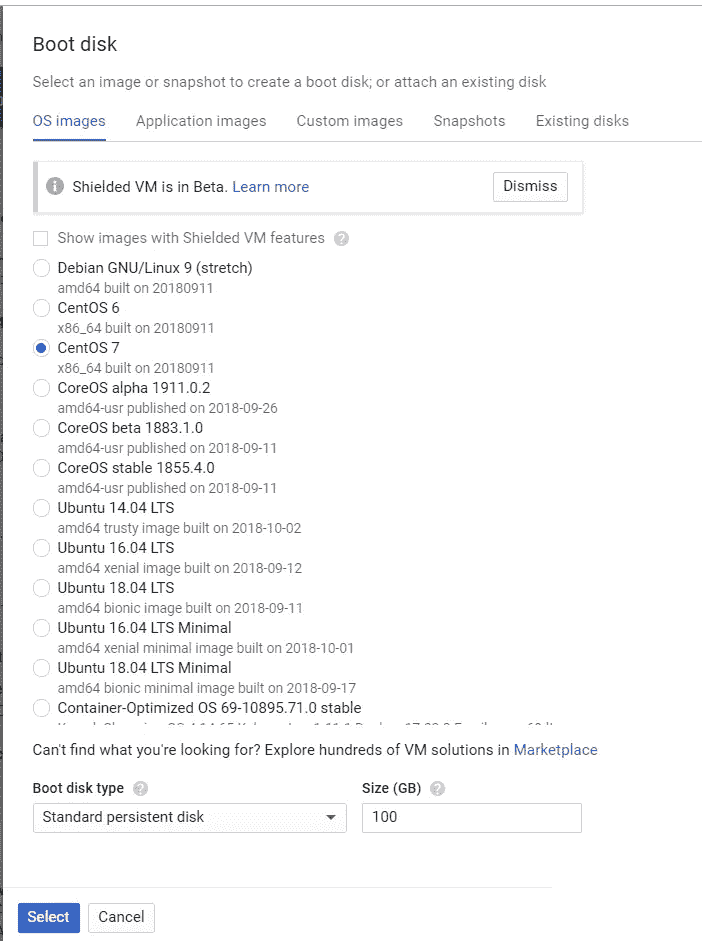 Boot disk
Select an image or snapshot to create a boot disk; or attach an existing disk
OS images Application images Custom images Snapshots Existing disks
Shielded VM is in Beta. Learn more Dismiss
Show images with Shielded VM features
Debian GNU/Linux 9 (stretch)
amd64 built on 20180911
CentOS 6
x86_64 built on 20180911
CentOS 7
x86_64 built on 20180911
CoreOS alpha 1911.0.2
amd64-usr published on 2018-09-26
CoreOS beta 1883.1.0
amd64-usr published on 2018-09-11
CoreOS stable 1855.4.0
amd64-usr published on 2018-09-11
Ubuntu 14.04 LTS
amd64 trusty image built on 2018-10-02
Ubuntu 16.04 LTS
amd64 xenial image built on 2018-09-12
Ubuntu 18.04 LTS
amd64 bionic image built on 2018-09-11
Ubuntu 16.04 LTS Minimal
amd64 xenial minimal image built on 2018-10-01
Ubuntu 18.04 LTS Minimal
amd64 bionic minimal image built on 2018-09-17
Container-Optimized OS 69-10895.71.0 stable
Can't find what you're looking for? Explore hundreds of VM solutions in Marketplace
Boot disk type ? Size (GB) ?
Standard persistent disk 100
Select Cancel